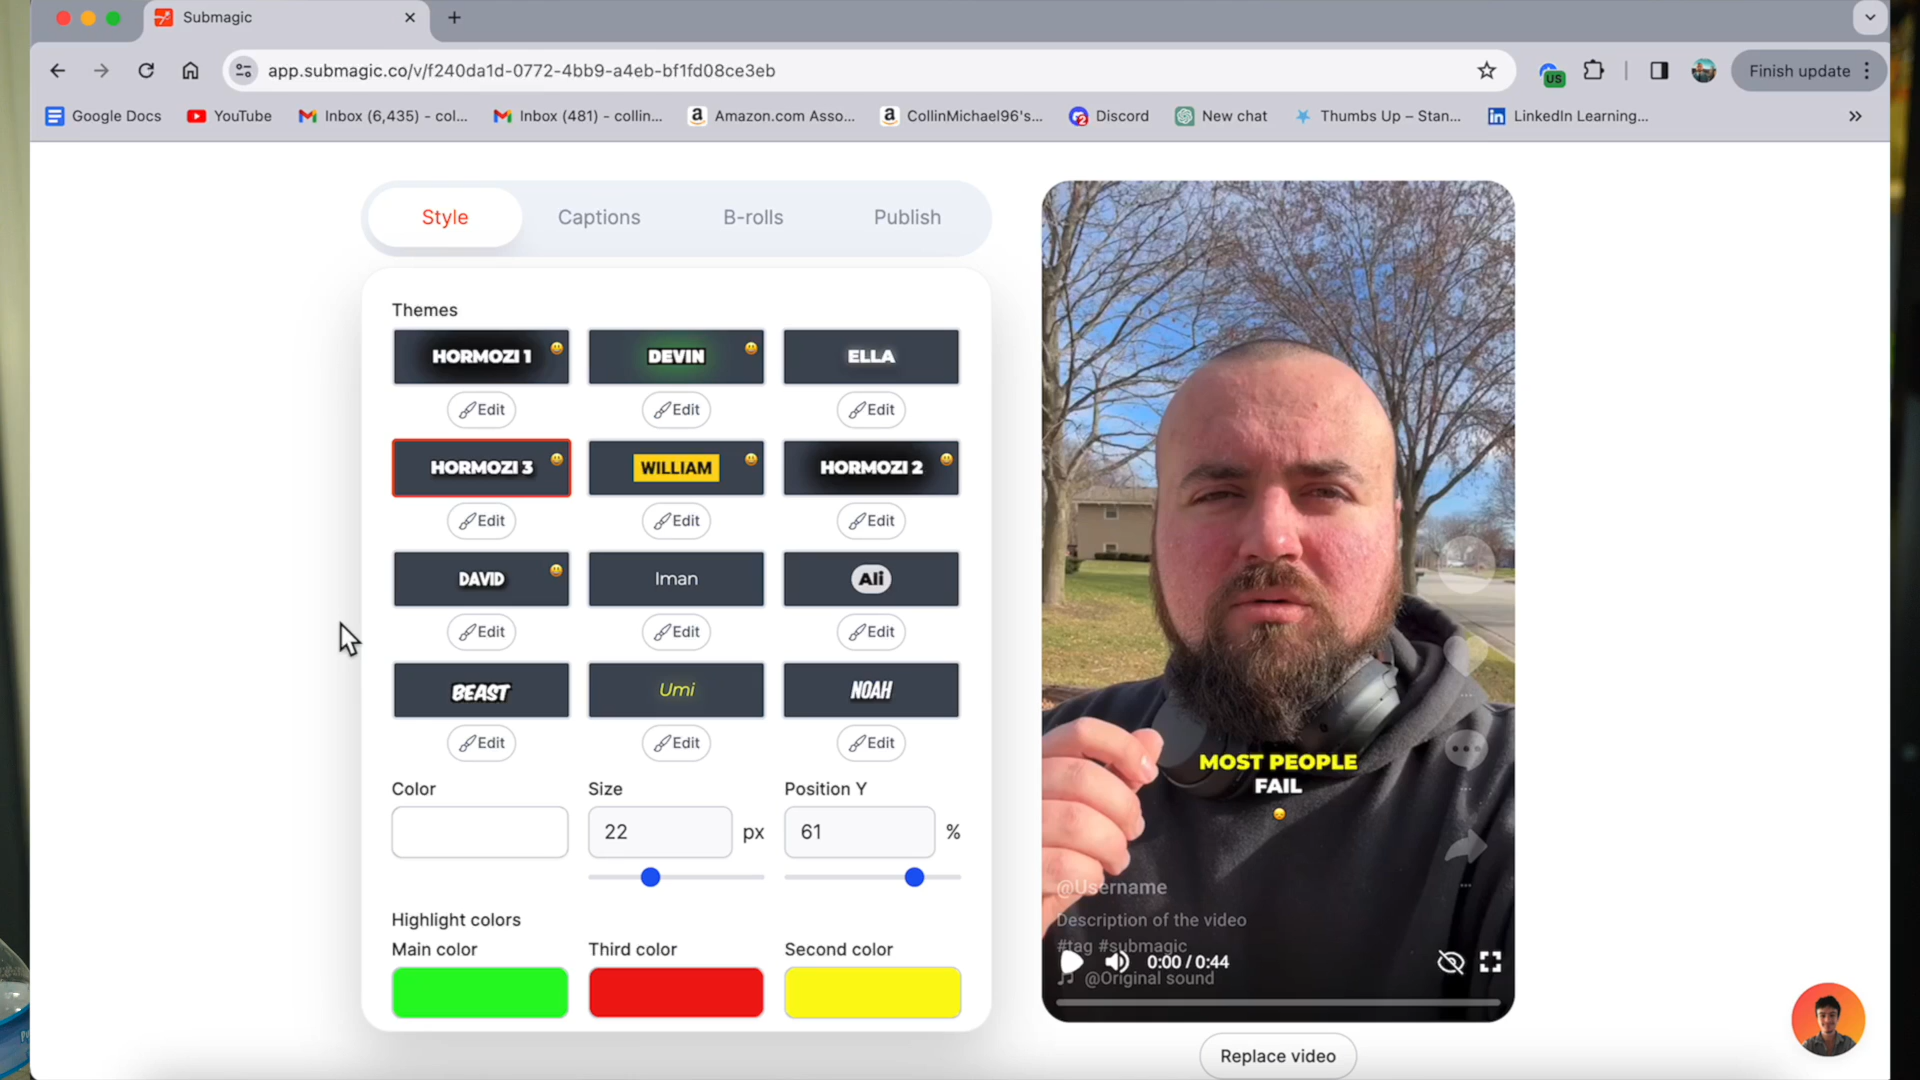 Submagic
app.submagic.co/v/f240da1d-0772-4bb9-a4eb-bf1fd08ce3eb
US
Finish update
Google Docs
YouTube
Inbox (6,435) - col...
Inbox (481) - collin...
Amazon.com Asso...
CollinMichael96's...
Discord
New chat
Thumbs Up – Stan...
LinkedIn Learning...
Style
Captions
B-rolls
Publish
Themes
HORMOZI 1
DEVIN
ELLA
Edit
Edit
Edit
HORMOZI 3
WILLIAM
HORMOZI 2
Edit
Edit
Edit
DAVID
Iman
Ali
Edit
Edit
Edit
BEAST
Umi
NOAH
Edit
Edit
Edit
Color
Size
Position Y
22
px
61
%
Highlight colors
Main color
Third color
Second color
MOST PEOPLE
FAIL
@Username
Description of the video
#tag #submagic
0:00 / 0:44
@Original sound
Replace video